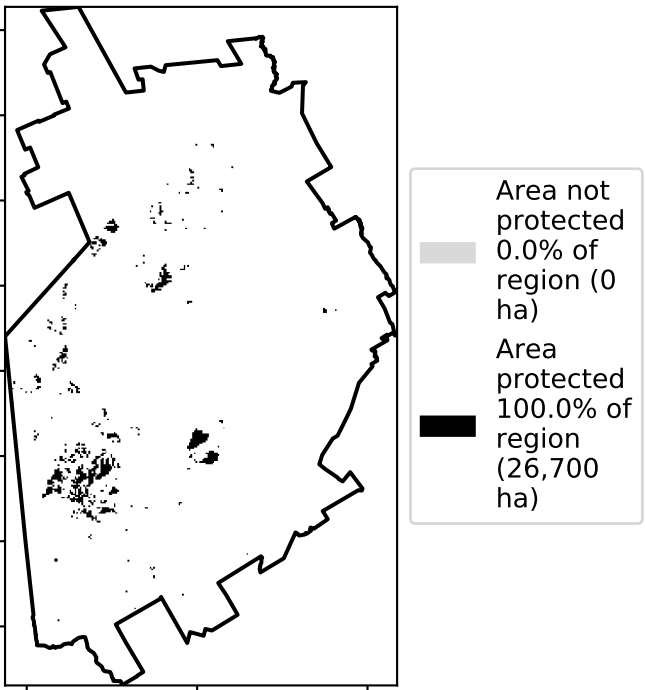 Area not
protected
0.0% of
region (0
ha)
Area
protected
100.0% of
region
(26,700
ha)